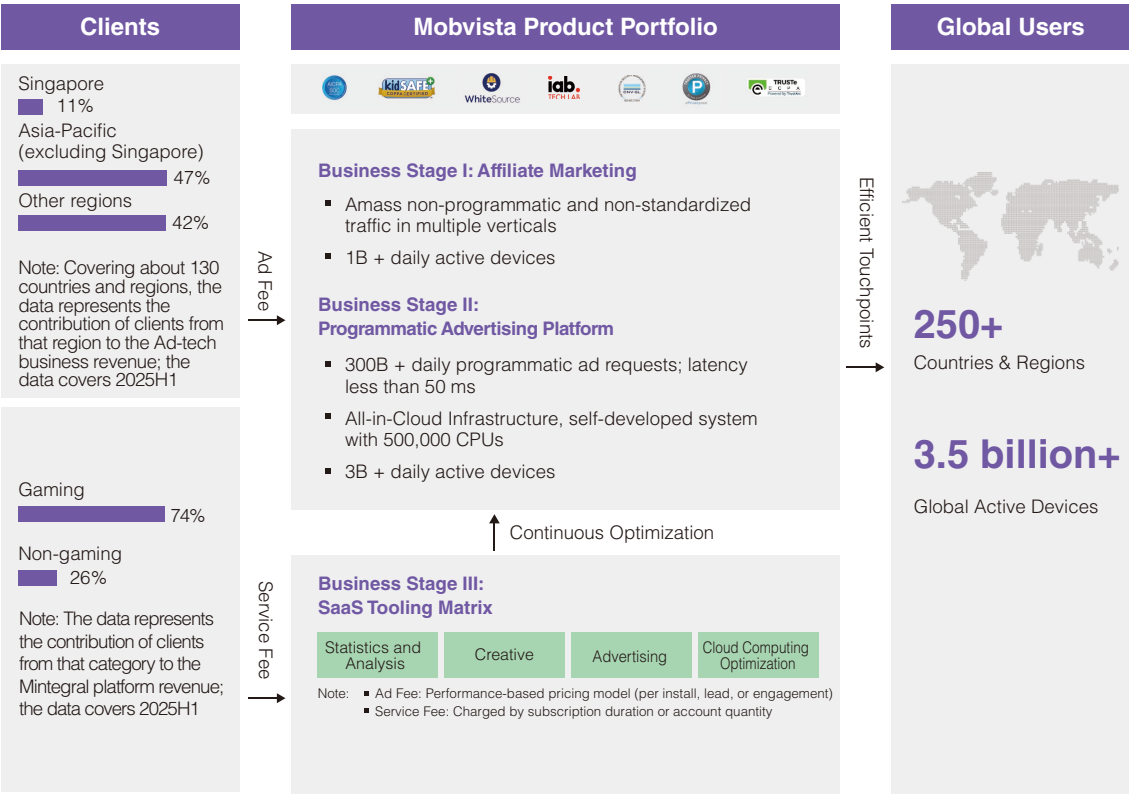 Clients
Singapore
11%
Asia-Pacific
(excluding Singapore)
47%
Other regions
42%
Note: Covering about 130
countries and regions, the
data represents the
contribution of clients from
that region to the Ad-tech
business revenue; the
data covers 2025H1
Gaming
74%
Non-gaming
26%
Note: The data represents
the contribution of clients
from that category to the
Mintegral platform revenue;
the data covers 2025H1
Ad Fee
Service Fee
Mobvista Product Portfolio
kidSAFE+
COPPA CERTIFIED
WhiteSource
iab.
TECH LAB
P
TRUSTe
Business Stage I: Affiliate Marketing
▪ Amass non-programmatic and non-standardized
traffic in multiple verticals
▪ 1B + daily active devices
Business Stage II:
Programmatic Advertising Platform
▪ 300B + daily programmatic ad requests; latency
less than 50 ms
▪ All-in-Cloud Infrastructure, self-developed system
with 500,000 CPUs
▪ 3B + daily active devices
Continuous Optimization
Business Stage III:
SaaS Tooling Matrix
Statistics and
Analysis
Creative
Advertising
Cloud Computing
Optimization
Note: ▪ Ad Fee: Performance-based pricing model (per install, lead, or engagement)
▪ Service Fee: Charged by subscription duration or account quantity
Efficient Touchpoints
Global Users
250+
Countries & Regions
3.5 billion+
Global Active Devices